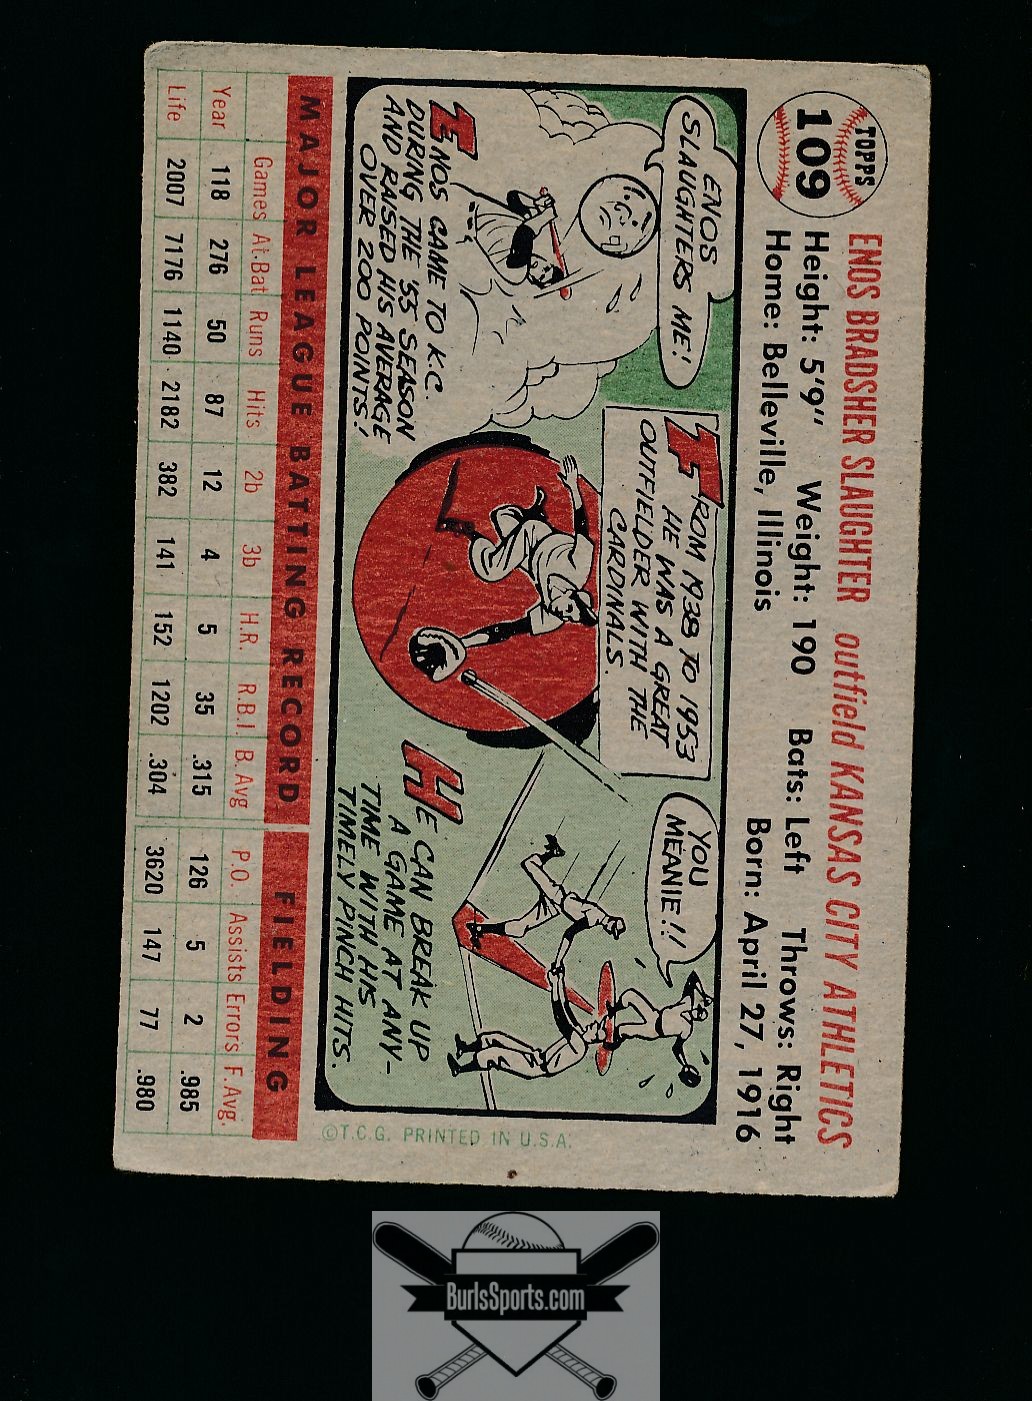 TOPPS
109
ENOS BRADSHER SLAUGHTER outfield KANSAS CITY ATHLETICS
Height: 5'9" Weight: 190 Bats: Left Throws: Right
Home: Belleville, Illinois Born: April 27, 1916
ENOS
SLAUGHTERS ME!
ENOS CAME TO K.C.
DURING THE '55 SEASON
AND RAISED HIS AVERAGE
OVER 200 POINTS!
FROM 1938 TO 1953
HE WAS A GREAT
OUTFIELDER WITH THE
CARDINALS.
YOU
MEANIE!!
HE CAN BREAK UP
A GAME AT ANY-
TIME WITH HIS
TIMELY PINCH HITS.
MAJOR LEAGUE BATTING RECORD FIELDING
Games At.Bat Runs Hits 2b 3b H.R. R.B.I. B.Avg P.O. Assists Errors F.Avg.
Year 118 276 50 87 12 4 5 35 .315 126 5 2 .985
Life 2007 7176 1140 2182 382 141 152 1202 .304 3620 147 77 .980
©T.C.G. PRINTED IN U.S.A.
BurlsSports.com